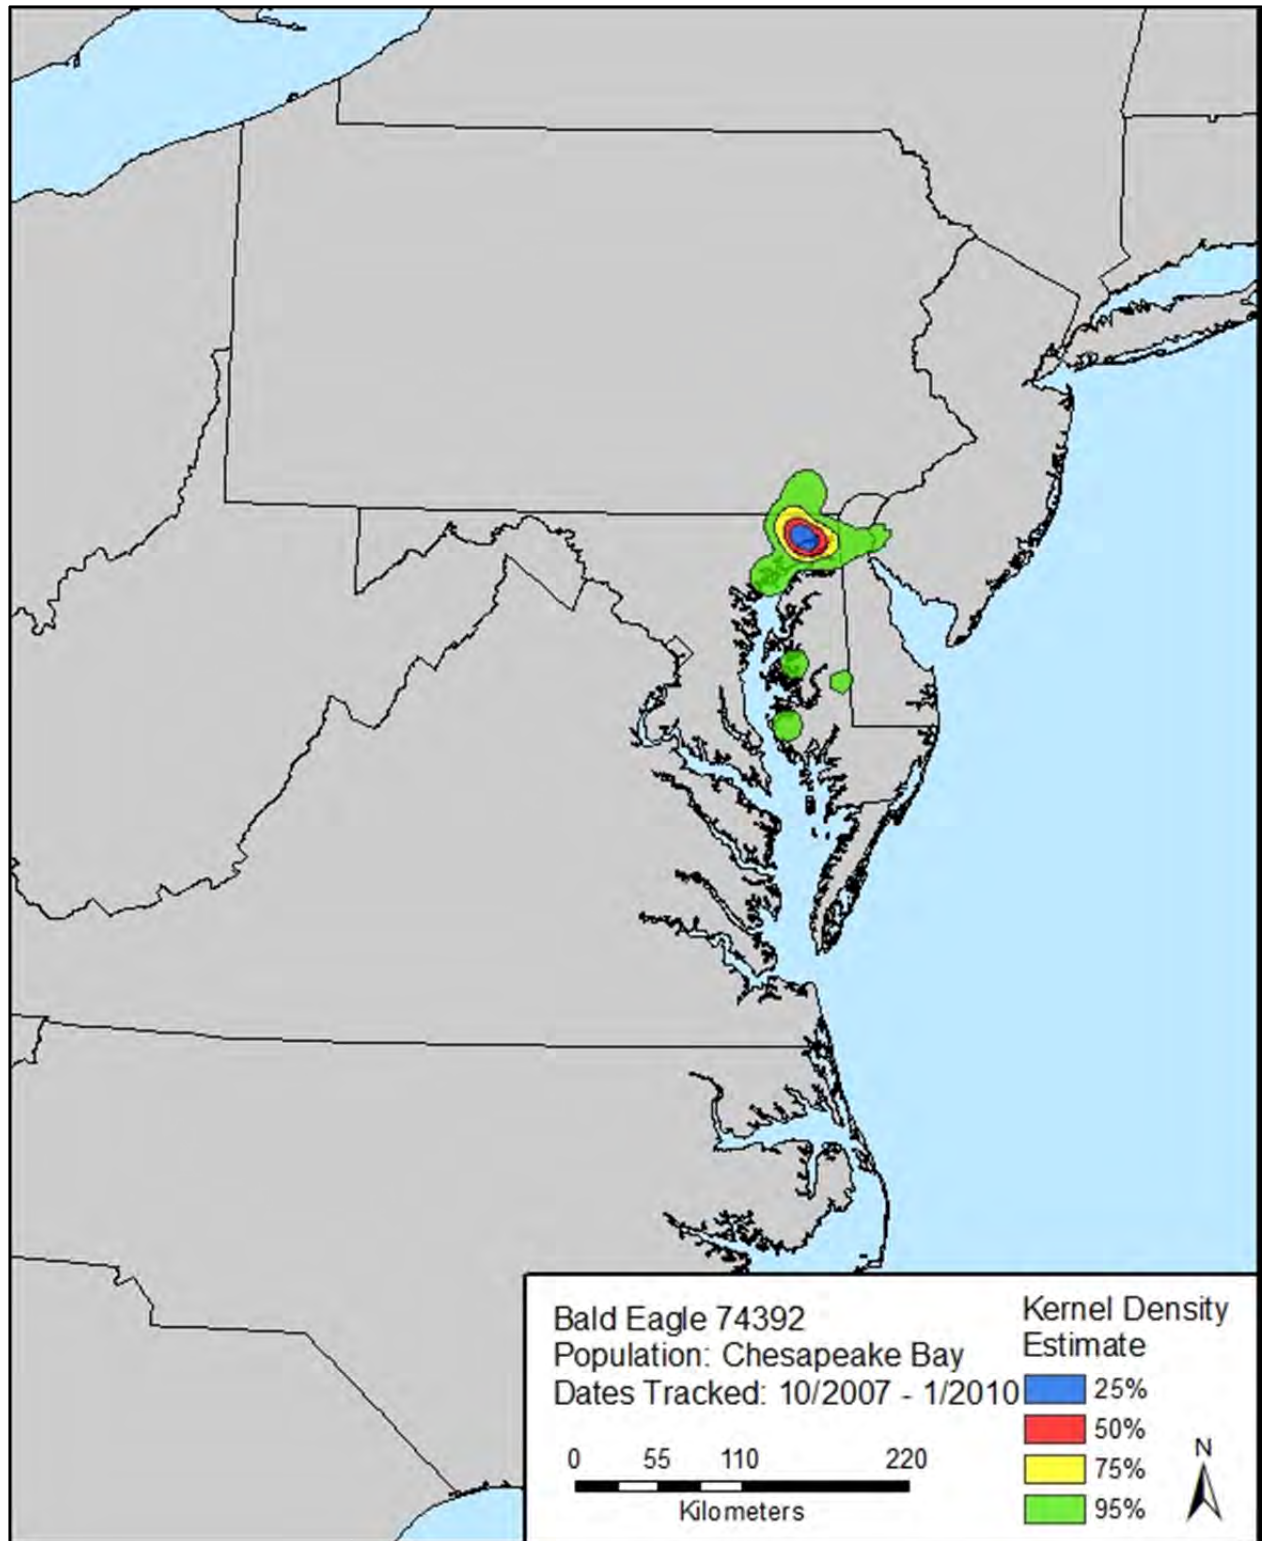 Bald Eagle 74392
Population: Chesapeake Bay
Dates Tracked: 10/2007 - 1/2010
0 55 110 220
Kilometers
Kernel Density
Estimate
25%
50%
75%
95%
N